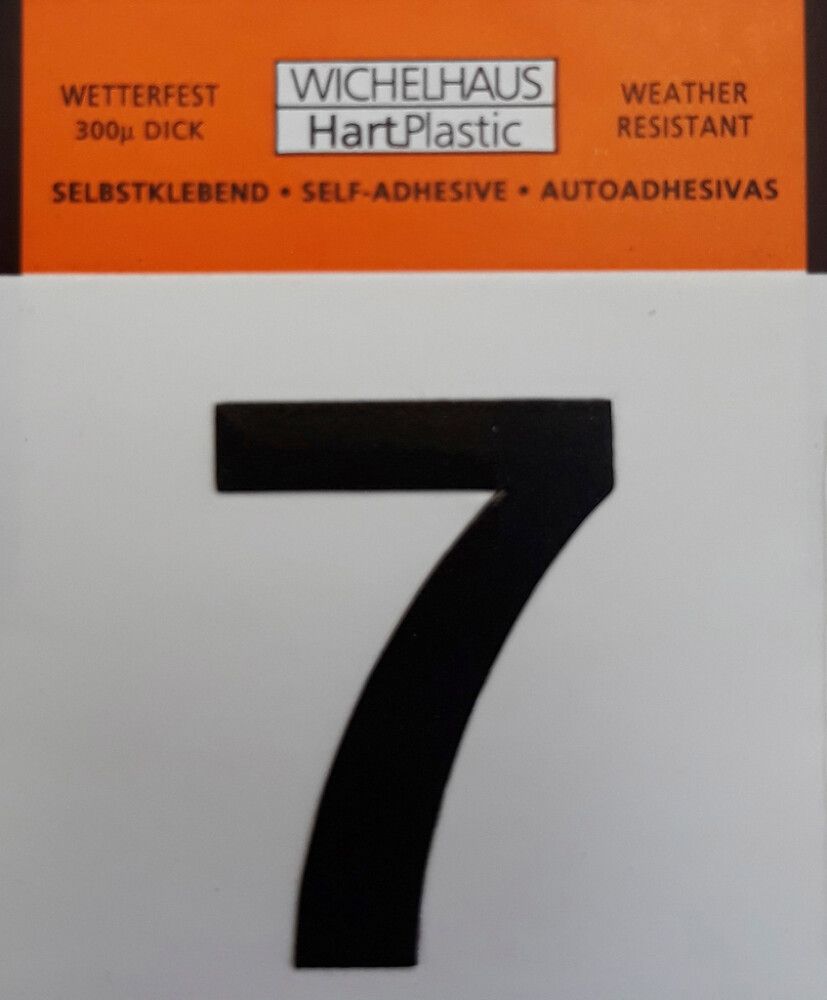 WETTERFEST
300µ DICK
WICHELHAUS
HartPlastic
WEATHER
RESISTANT
SELBSTKLEBEND • SELF-ADHESIVE • AUTOADHESIVAS
7